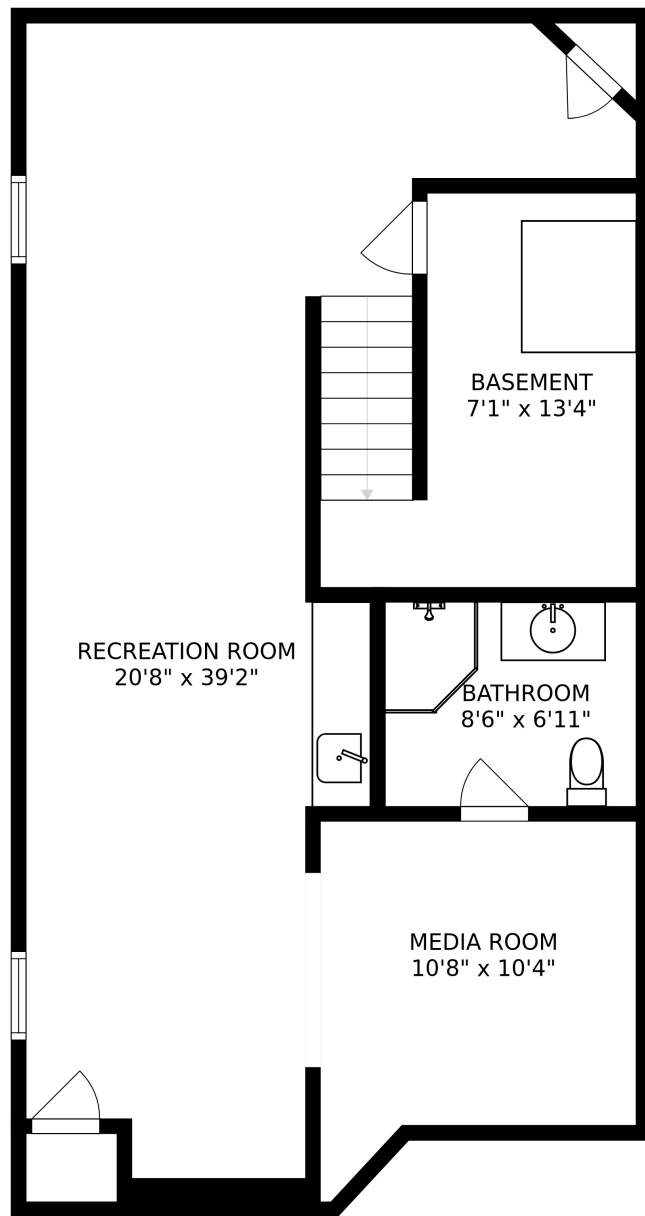 BASEMENT
7'1" x 13'4"
RECREATION ROOM
20'8" x 39'2"
BATHROOM
8'6" x 6'11"
MEDIA ROOM
10'8" x 10'4"